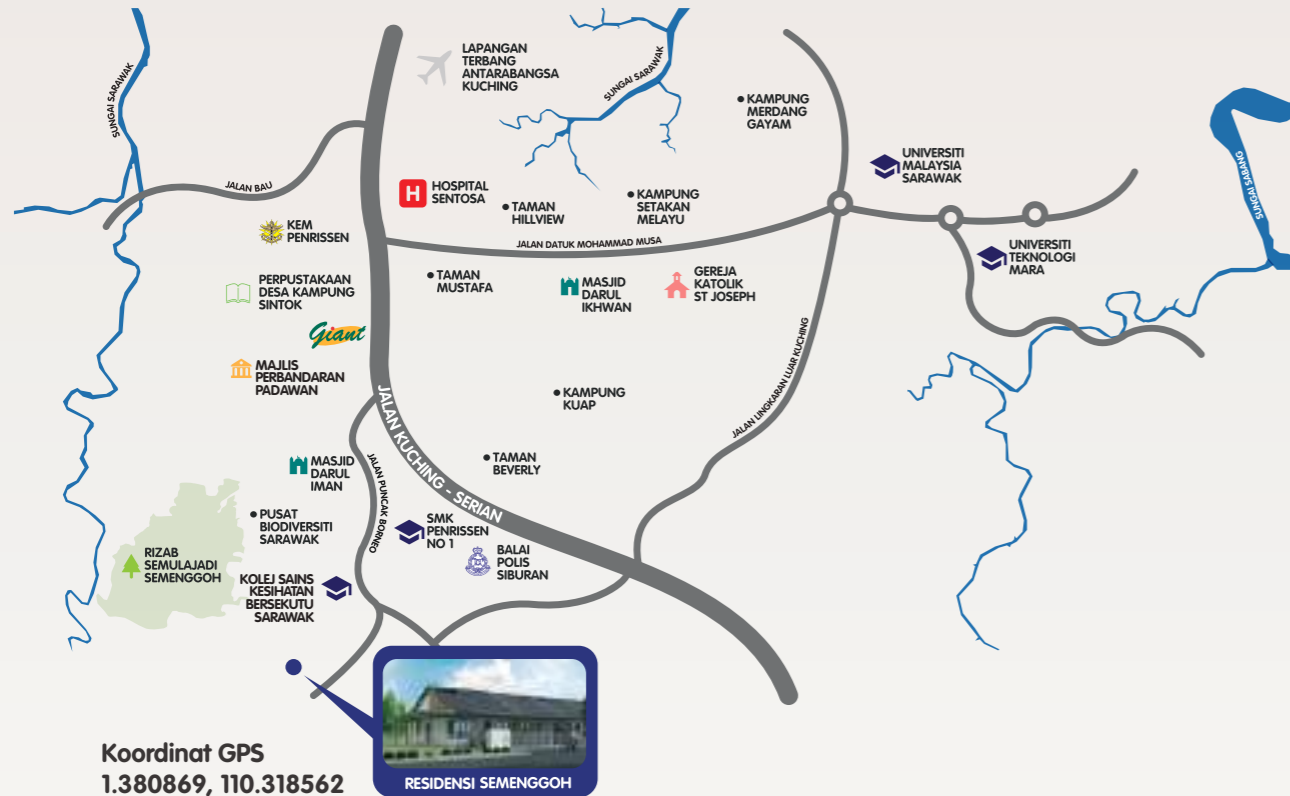 LAPANGAN
TERBANG
ANTARABANGSA
KUCHING
SUNGAI SARAWAK
SUNGAI SARAWAK
KAMPUNG
MERDANG
GAYAM
UNIVERSITI
MALAYSIA
SARAWAK
SUNGAI SABANG
JALAN BAU
H
HOSPITAL
SENTOSA
TAMAN
HILLVIEW
KAMPUNG
SETAKAN
MELAYU
KEM
PENRISSEN
JALAN DATUK MOHAMMAD MUSA
UNIVERSITI
TEKNOLOGI
MARA
PERPUSTAKAAN
DESA KAMPUNG
SINTOK
TAMAN
MUSTAFA
MASJID
DARUL
IKHWAN
GEREJA
KATOLIK
ST JOSEPH
Giant
MAJLIS
PERBANDARAN
PADAWAN
KAMPUNG
KUAP
JALAN LINGKARAN LUAR KUCHING
JALAN KUCHING - SERIAN
MASJID
DARUL
IMAN
JALAN PUNCAK BORNEO
TAMAN
BEVERLY
PUSAT
BIODIVERSITI
SARAWAK
SMK
PENRISSEN
NO 1
BALAI
POLIS
SIBURAN
RIZAB
SEMULAJADI
SEMENGGOH
KOLEJ SAINS
KESIHATAN
BERSEKUTU
SARAWAK
Koordinat GPS
1.380869, 110.318562
RESIDENSI SEMENGGOH